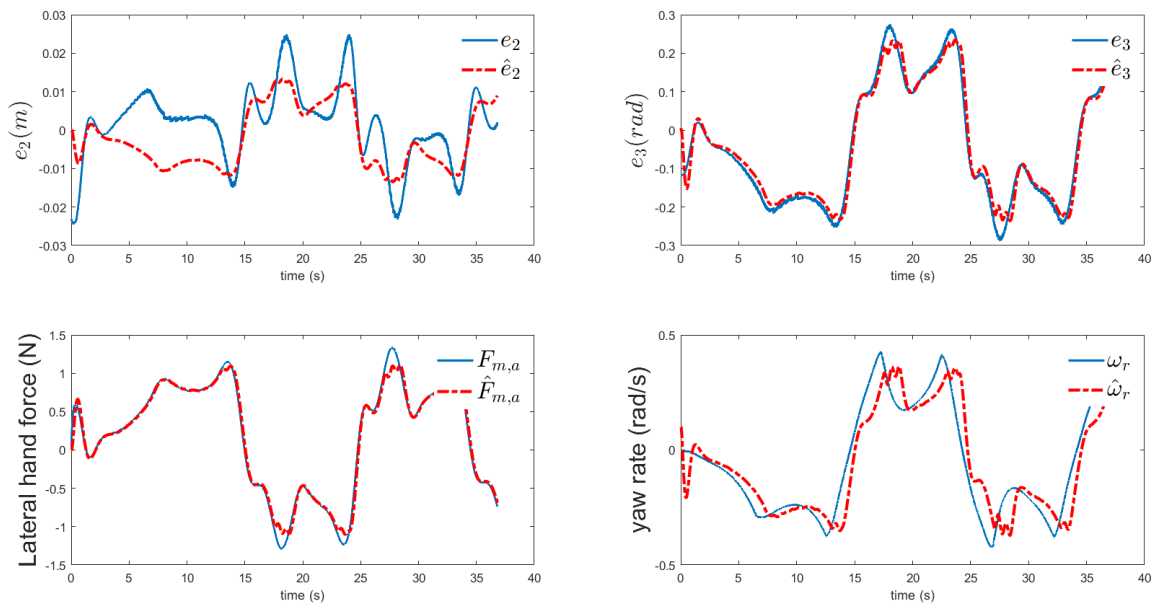 0.03
0.02
0.01
0
-0.01
-0.02
-0.03
e₂(m)
e₂
ê₂
0 5 10 15 20 25 30 35 40
time (s)
0.3
0.2
0.1
0
-0.1
-0.2
-0.3
e₃(rad)
e₃
ê₃
0 5 10 15 20 25 30 35 40
time (s)
1.5
1
0.5
0
-0.5
-1
-1.5
Lateral hand force (N)
F_{m,a}
F̂_{m,a}
0 5 10 15 20 25 30 35 40
time (s)
0.5
0
-0.5
yaw rate (rad/s)
ω_r
ω̂_r
0 5 10 15 20 25 30 35 40
time (s)